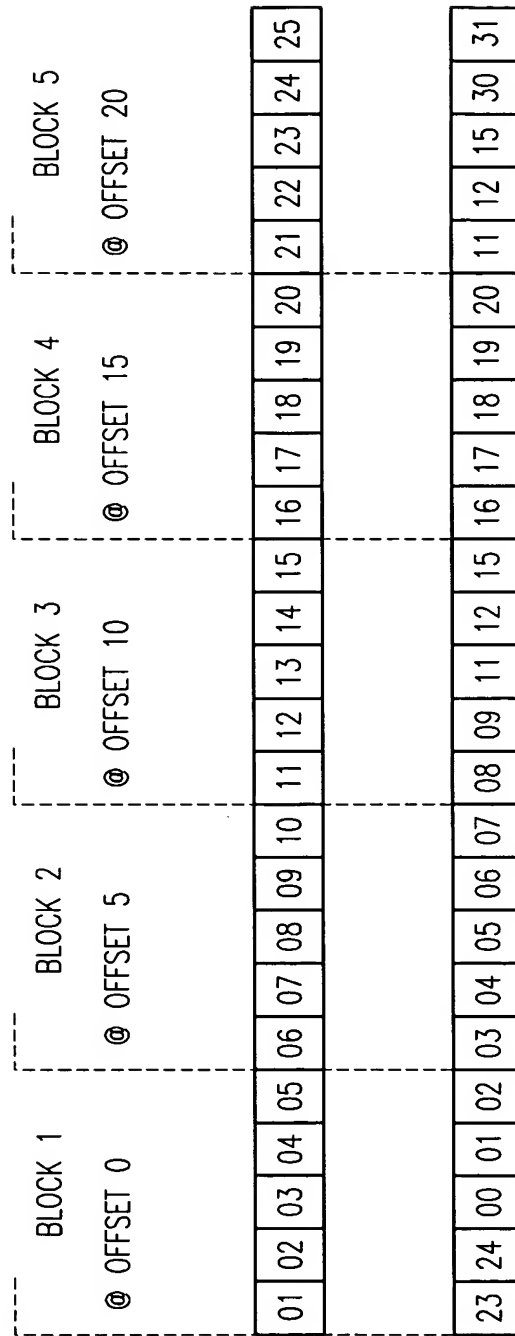 BLOCK 1 BLOCK 2 BLOCK 3 BLOCK 4 BLOCK 5
@ OFFSET 0 @ OFFSET 5 @ OFFSET 10 @ OFFSET 15 @ OFFSET 20
01 02 03 04 05 06 07 08 09 10 11 12 13 14 15 16 17 18 19 20 21 22 23 24 25
23 24 00 01 02 03 04 05 06 07 08 09 11 12 15 16 17 18 19 20 11 12 15 30 31